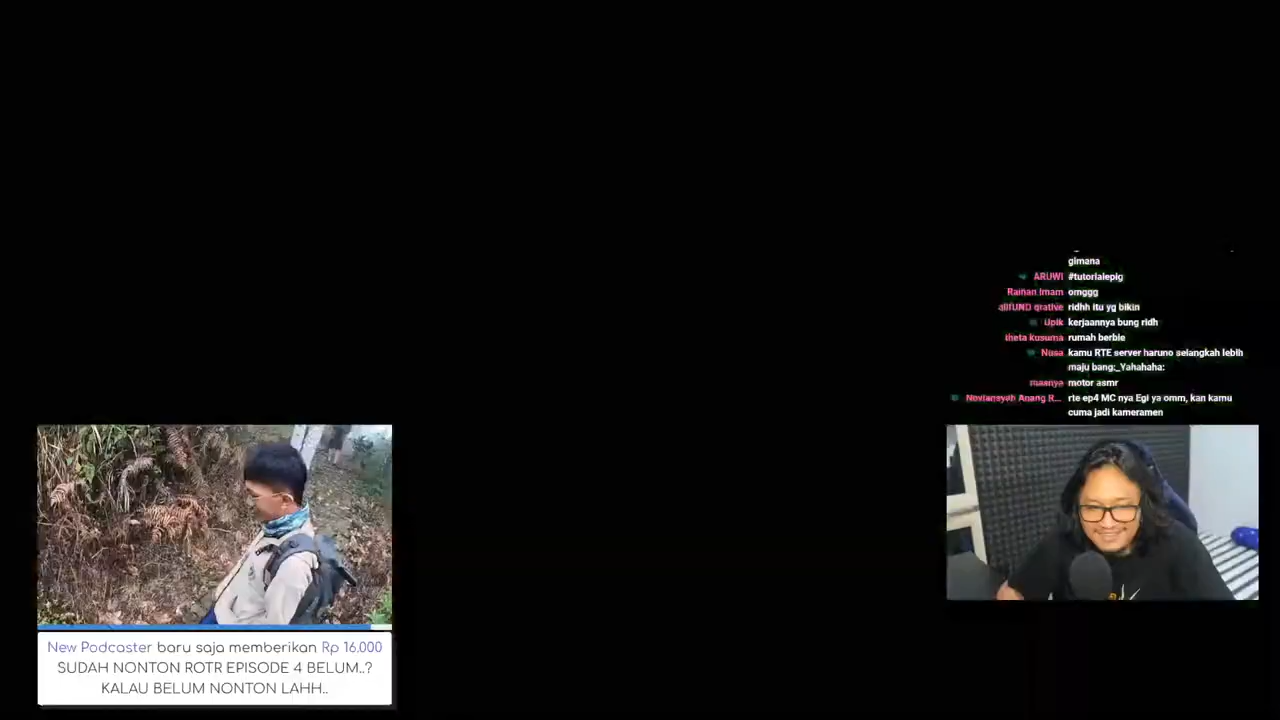 gimana
ARUWI #tutorialepig
Raihan Imam omggg
ridhh itu yg bikin
Upik kerjaannya bung ridh
theta kusuma rumah berbie
Nusa kamu RTE server haruno selangkah lebih
maju bang:_Yahahaha:
maanya motor asmr
Noviansyah Anang R... rte ep4 MC nya Egi ya omm, kan kamu
cuma jadi kameramen
New Podcaster baru saja memberikan Rp 16.000
SUDAH NONTON ROTR EPISODE 4 BELUM..?
KALAU BELUM NONTON LAHH..